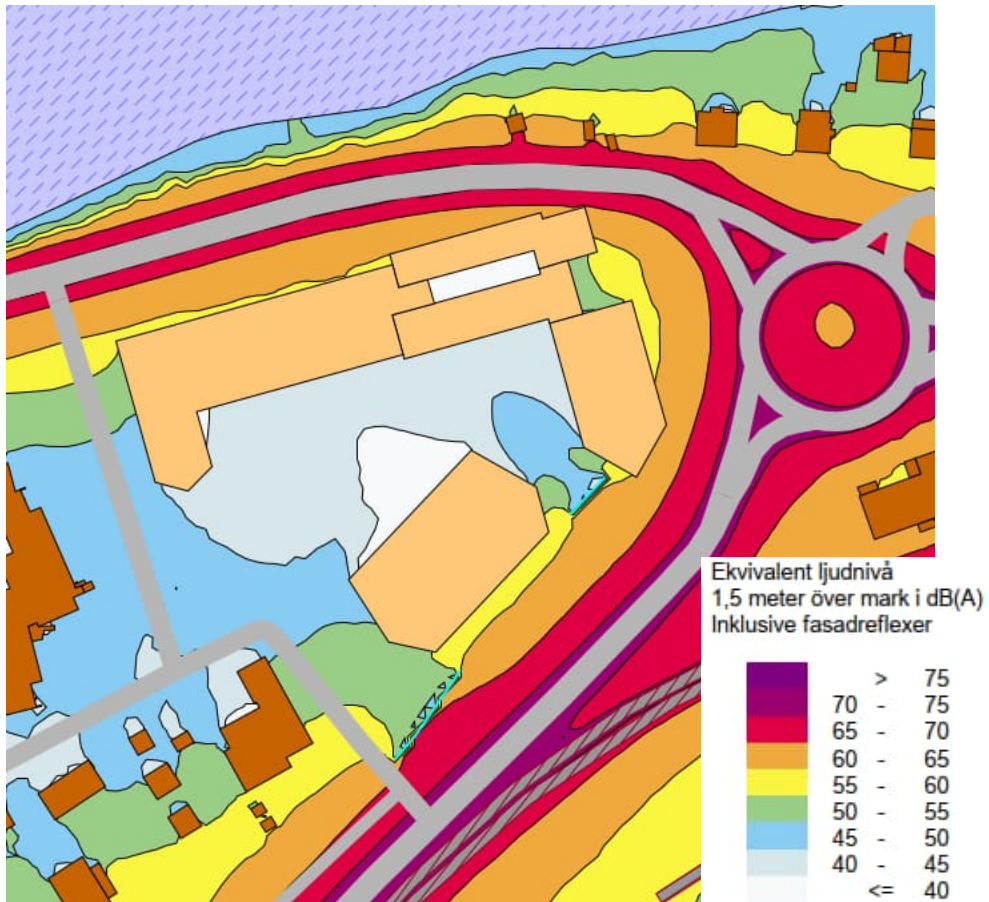 Ekvivalent ljudnivå
1,5 meter över mark i dB(A)
Inklusive fasadreflexer
> 75
70 - 75
65 - 70
60 - 65
55 - 60
50 - 55
45 - 50
40 - 45
<= 40